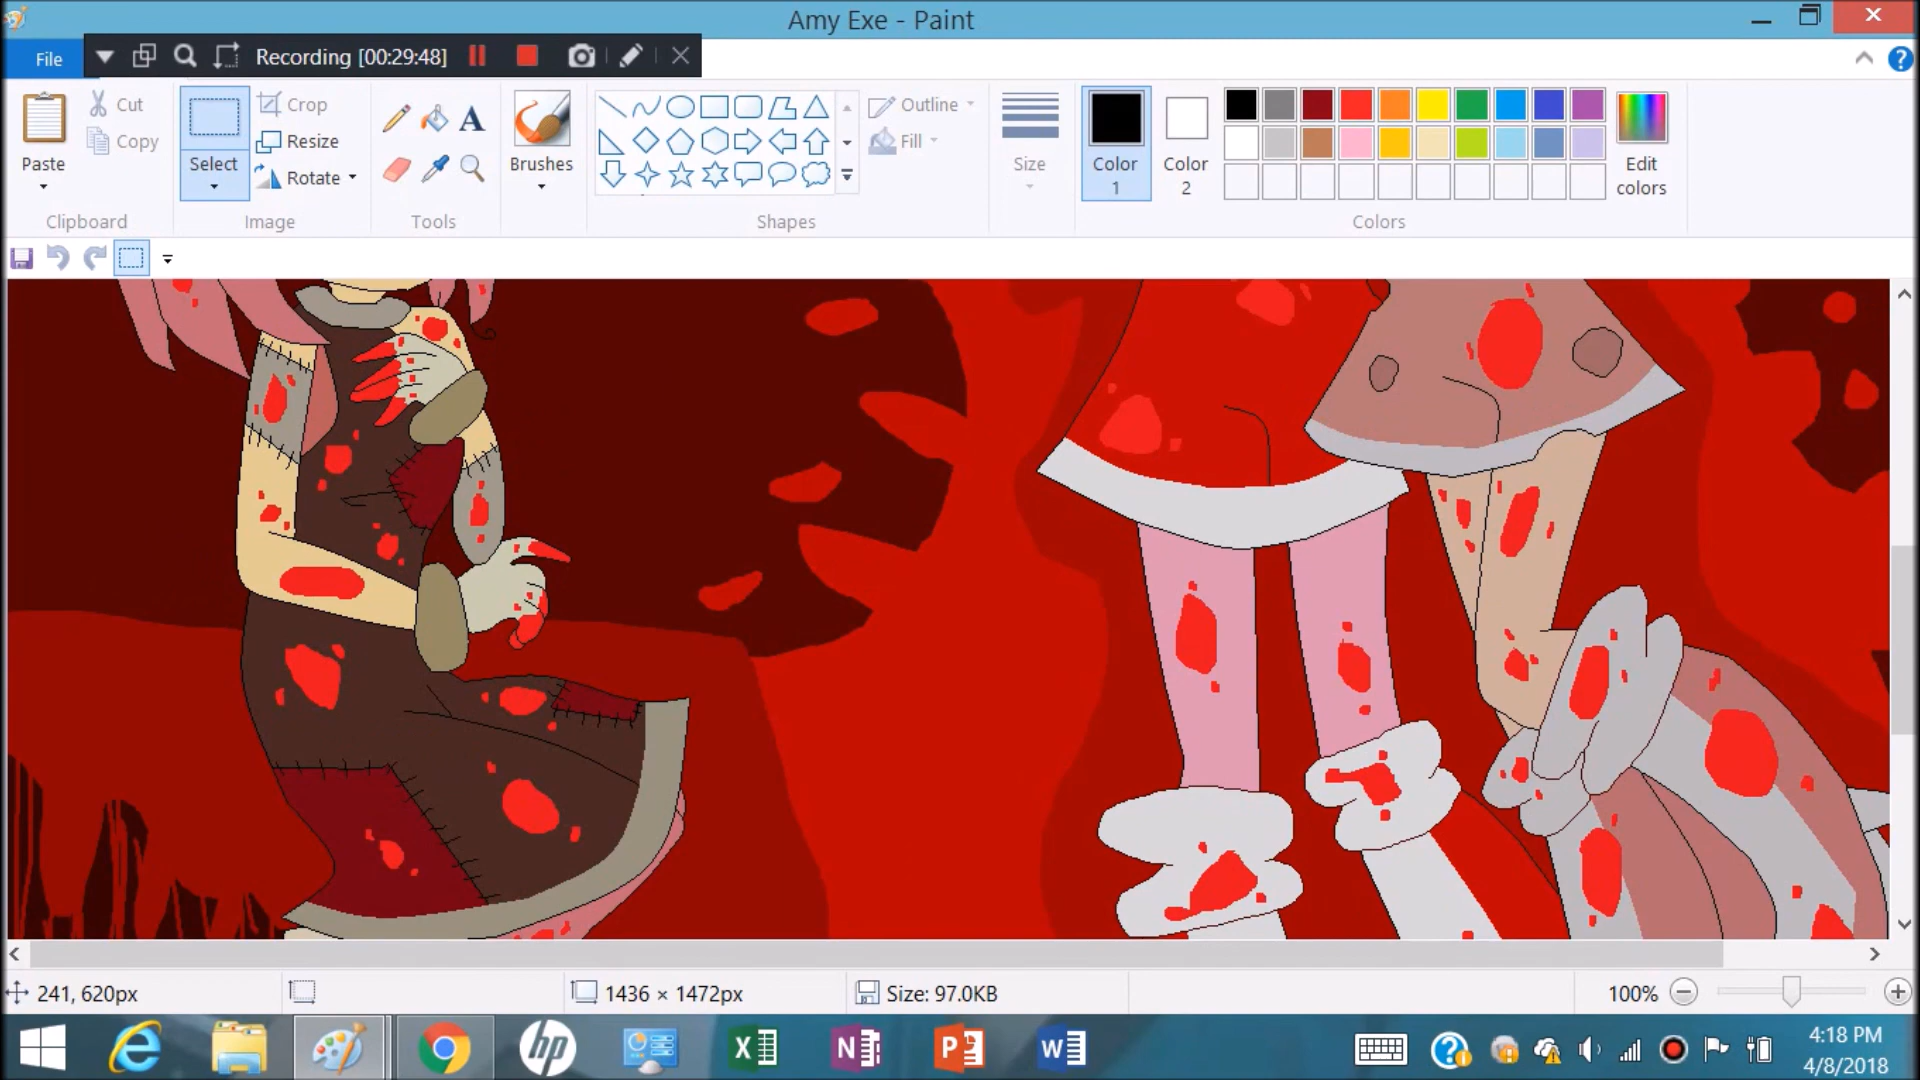 Amy Exe - Paint
File
Recording [00:29:48]
Paste
Cut
Copy
Select
Crop
Resize
Rotate
A
Brushes
Outline
Fill
Size
Color 1
Color 2
Edit colors
Clipboard
Image
Tools
Shapes
Colors
241, 620px
1436 × 1472px
Size: 97.0KB
100%
hp
X
N
P
W
4:18 PM
4/8/2018